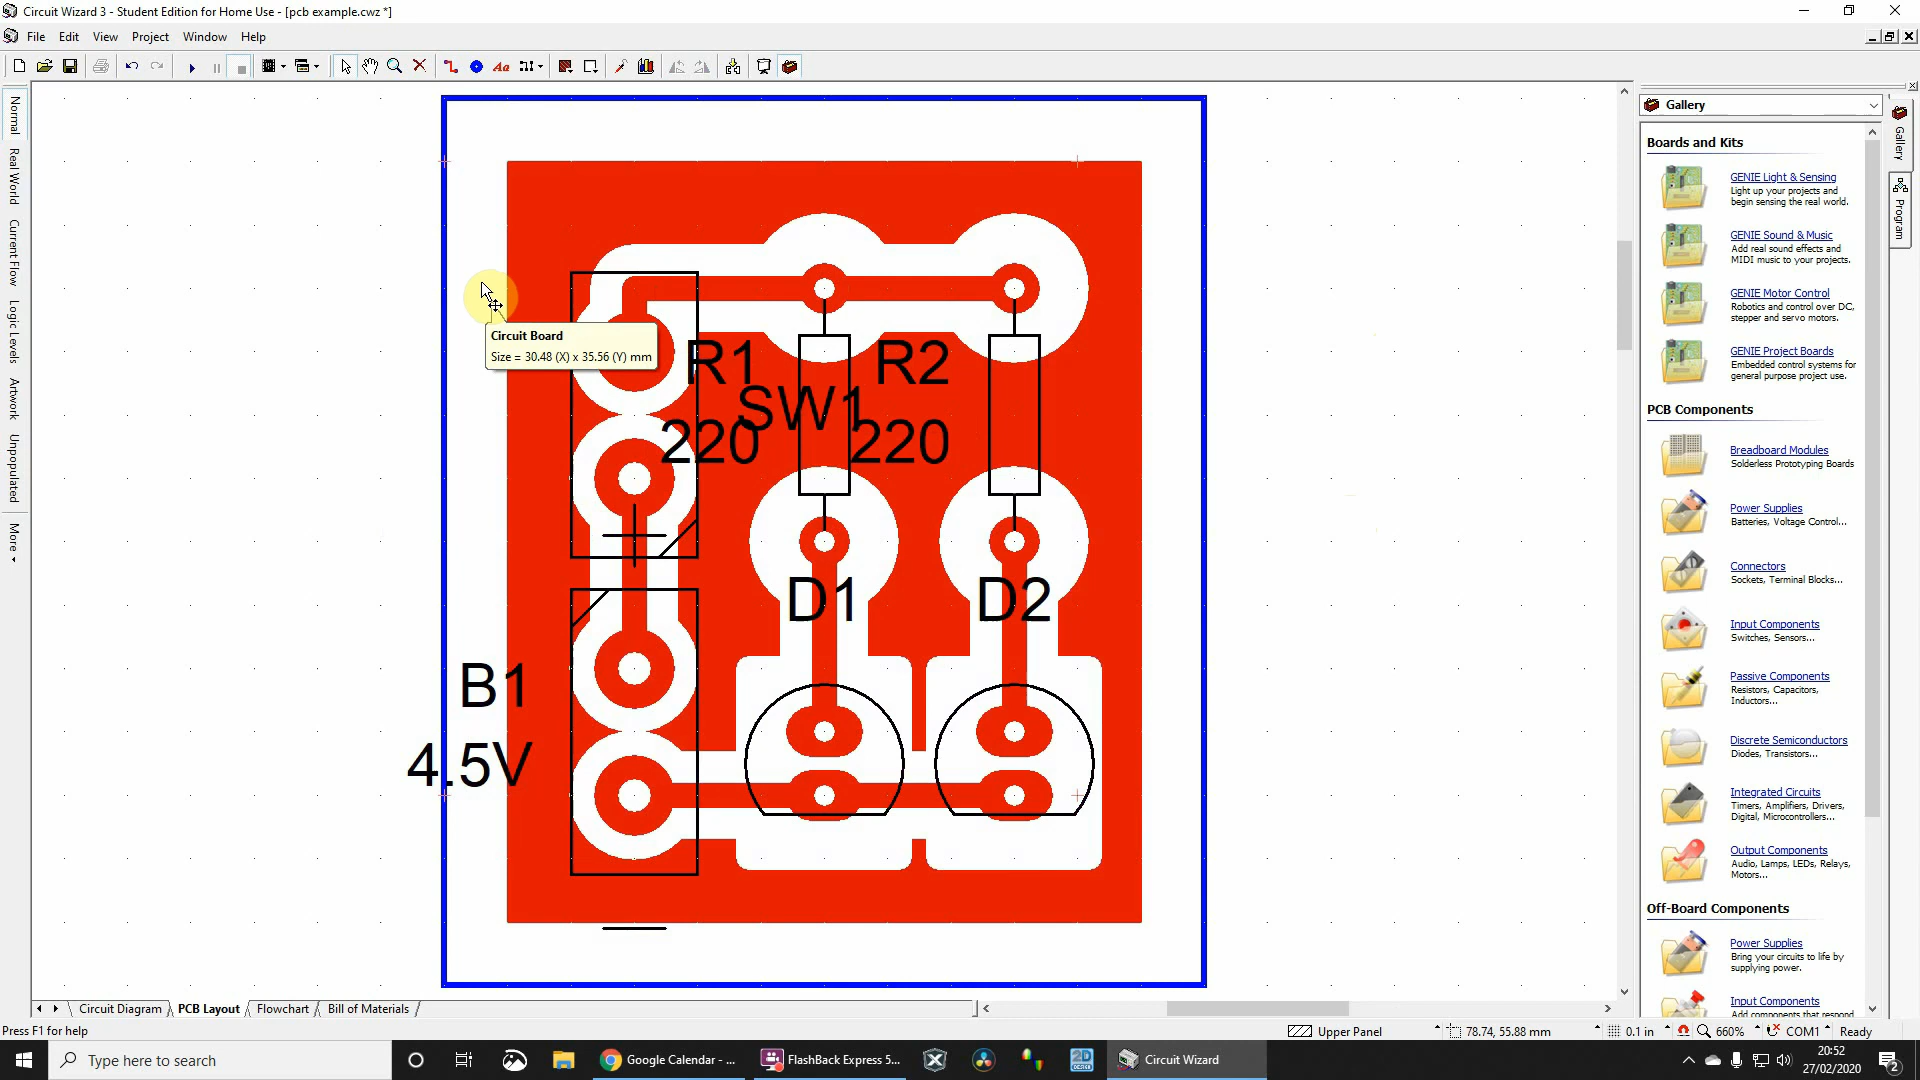 Circuit Wizard 3 - Student Edition for Home Use - [pcb example.cwz *]
File Edit View Project Window Help
Aa
Normal
Real World
Current Flow
Logic Levels
Artwork
Unpopulated
More
Circuit Board
Size = 30.48 (X) x 35.56 (Y) mm
R1
R2
SW1
220
220
D1
D2
B1
4.5V
Gallery
Boards and Kits
GENIE Light & Sensing
Light up your projects and
begin sensing the real world.
GENIE Sound & Music
Add real sound effects and
MIDI music to your projects.
GENIE Motor Control
Robotics and control over DC,
stepper and servo motors.
GENIE Project Boards
Embedded control systems for
general purpose project use.
PCB Components
Breadboard Modules
Solderless Prototyping Boards
Power Supplies
Batteries, Voltage Control...
Connectors
Sockets, Terminal Blocks...
Input Components
Switches, Sensors...
Passive Components
Resistors, Capacitors,
Inductors...
Discrete Semiconductors
Diodes, Transistors...
Integrated Circuits
Timers, Amplifiers, Drivers,
Digital, Microcontrollers...
Output Components
Audio, Lamps, LEDs, Relays,
Motors...
Off-Board Components
Power Supplies
Bring your circuits to life by
supplying power.
Input Components
Add components that respond
Gallery
Program
Circuit Diagram PCB Layout Flowchart Bill of Materials
Press F1 for help
Upper Panel 78.74, 55.88 mm 0.1 in 660% COM1 Ready
Type here to search
Google Calendar - ...
FlashBack Express 5...
2D
DESIGN
Circuit Wizard
20:52
27/02/2020
2